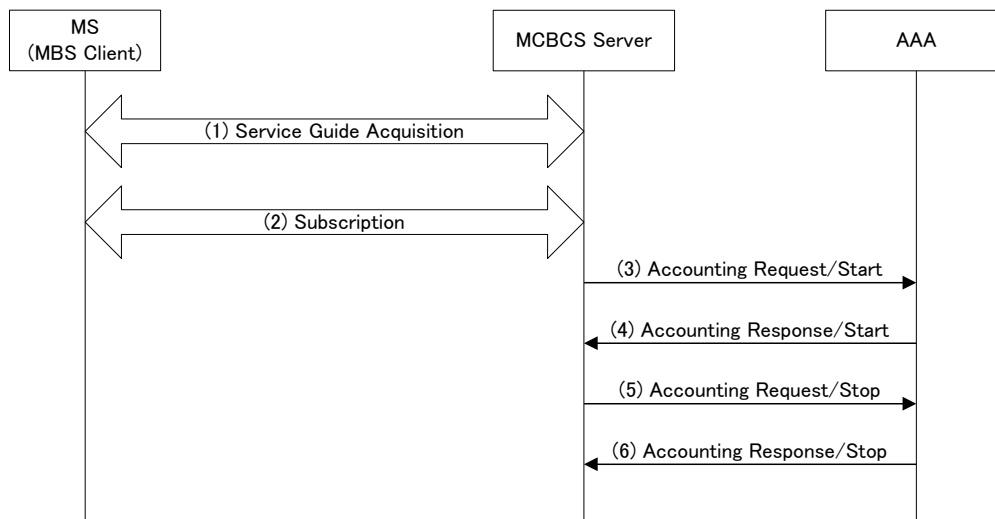 MS
(MBS Client)
MCBCS Server
AAA
(1) Service Guide Acquisition
(2) Subscription
(3) Accounting Request/Start
(4) Accounting Response/Start
(5) Accounting Request/Stop
(6) Accounting Response/Stop